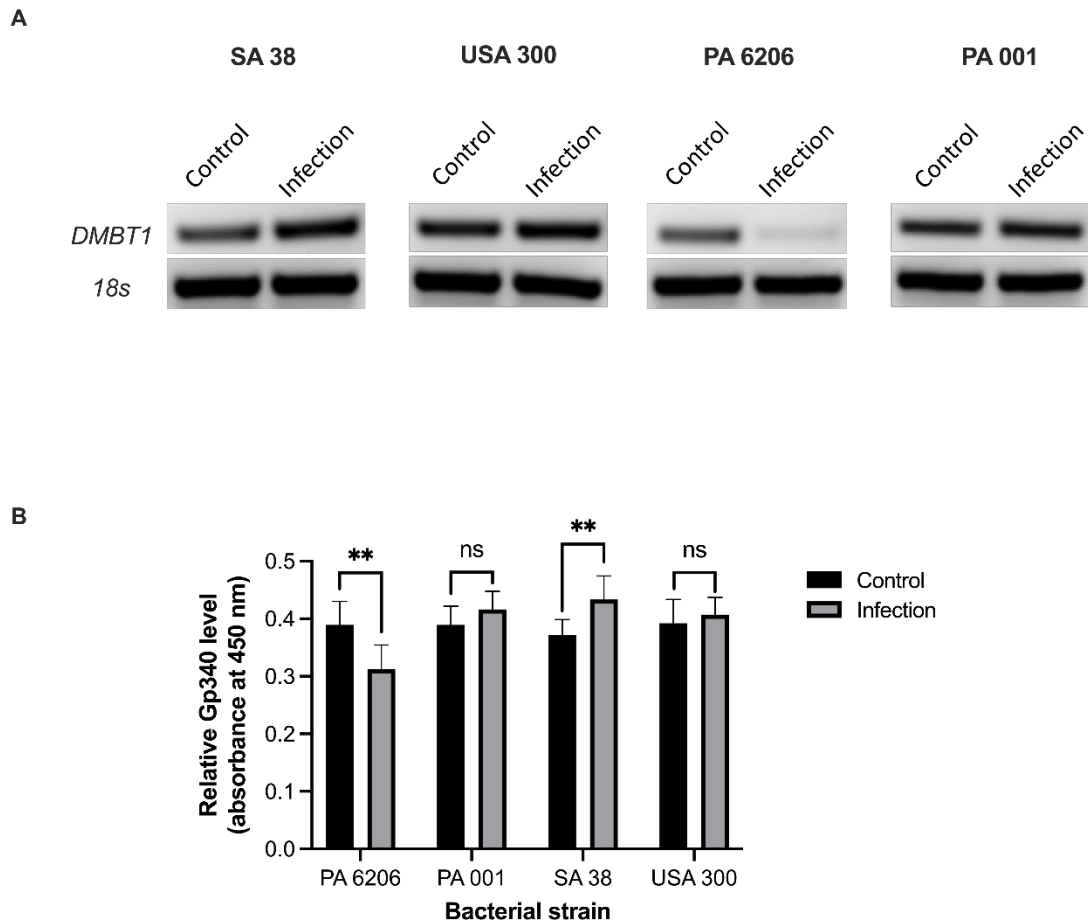 A
SA 38 USA 300 PA 6206 PA 001
Control Infection Control Infection Control Infection Control Infection
DMBT1
18s
B
** ns ** ns
Control
Infection
Relative Gp340 level
(absorbance at 450 nm)
0.5
0.4
0.3
0.2
0.1
0.0
PA 6206 PA 001 SA 38 USA 300
Bacterial strain